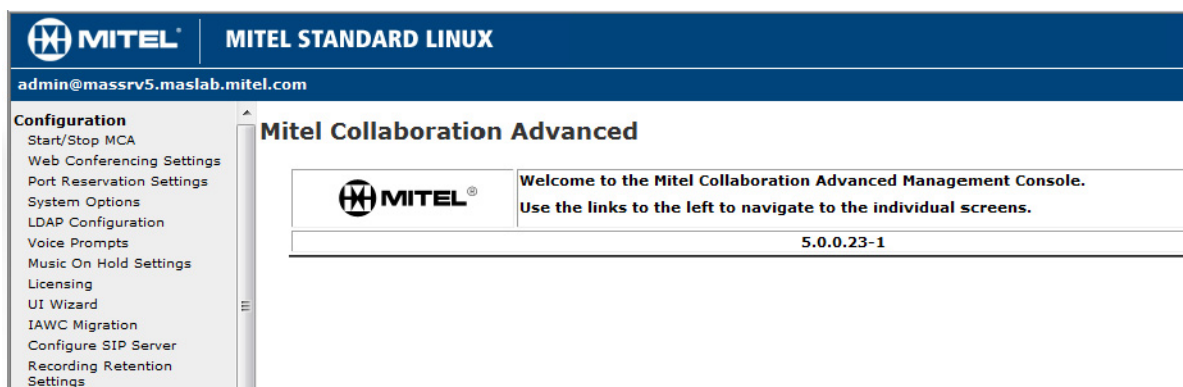 MITEL®
MITEL STANDARD LINUX
admin@massrv5.maslab.mitel.com
Configuration
Start/Stop MCA
Web Conferencing Settings
Port Reservation Settings
System Options
LDAP Configuration
Voice Prompts
Music On Hold Settings
Licensing
UI Wizard
IAWC Migration
Configure SIP Server
Recording Retention
Settings
Mitel Collaboration Advanced
MITEL®
Welcome to the Mitel Collaboration Advanced Management Console.
Use the links to the left to navigate to the individual screens.
5.0.0.23-1